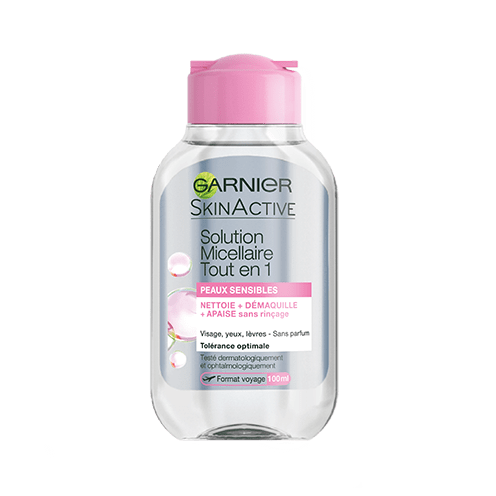 GARNIER
SKINACTIVE
Solution
Micellaire
Tout en 1
PEAUX SENSIBLES
NETTOIE + DÉMAQUILLE
+ APAISE sans rinçage
Visage, yeux, lèvres - Sans parfum
Tolérance optimale
Testé dermatologiquement
et ophtalmologiquement
Format voyage 100ml